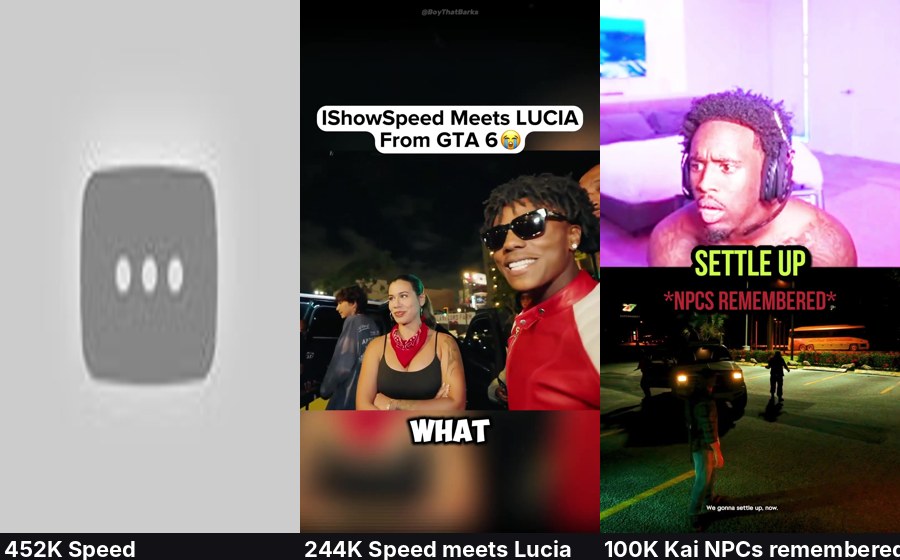 @BoyThatBarks
IShowSpeed Meets LUCIA
From GTA 6😭
WHAT
SETTLE UP
*NPCS REMEMBERED*
We gonna settle up, now.
452K Speed
244K Speed meets Lucia
100K Kai NPCs remembered